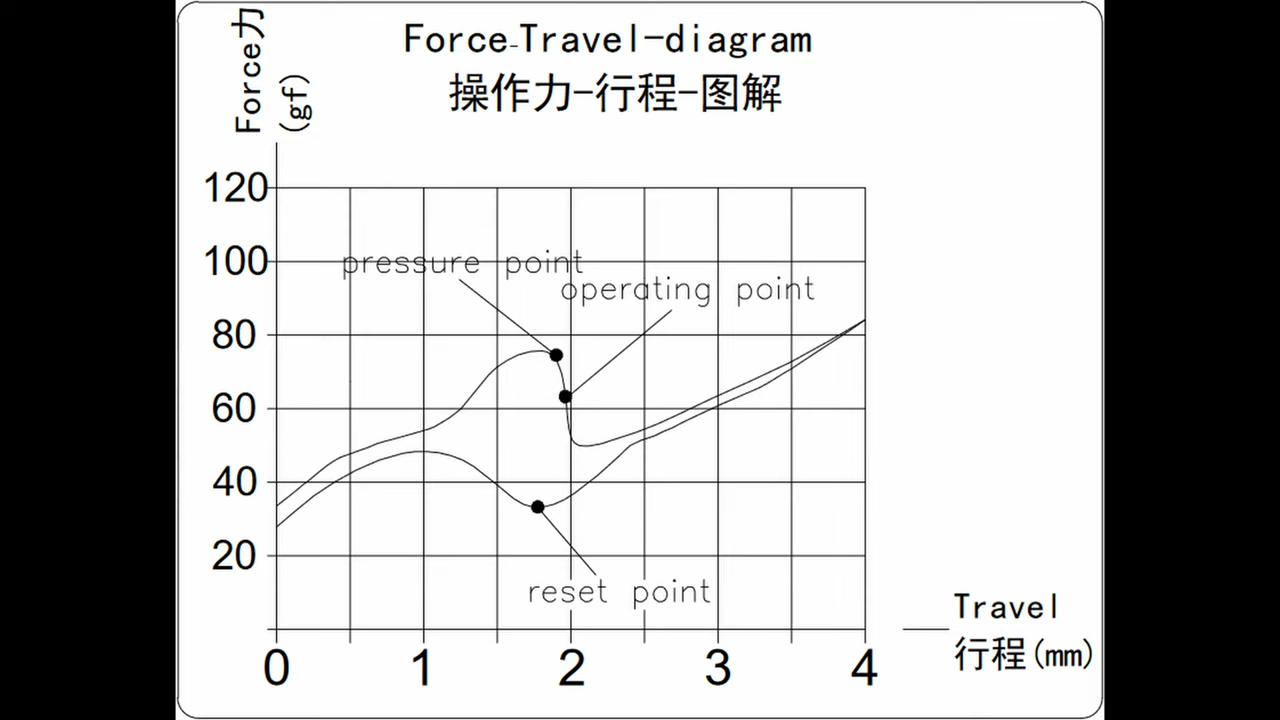 Force-Travel-diagram
操作力-行程-图解
Force力
(gf)
120
100
80
60
40
20
pressure point
operating point
reset point
0 1 2 3 4
Travel
行程(mm)